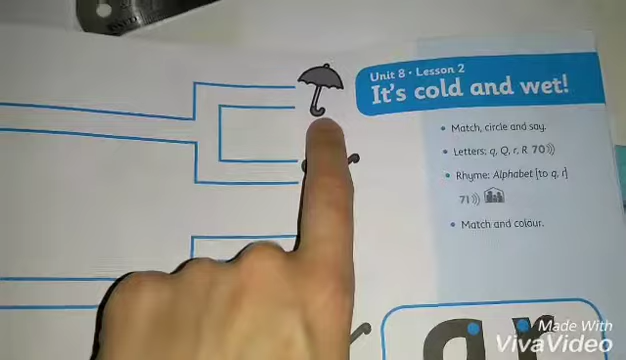 Unit 8 · Lesson 2
It's cold and wet!
• Match, circle and say.
• Letters: q, Q, r, R 70
• Rhyme: Alphabet [to q, r]
71
• Match and colour.
q r
Made With
VivaVideo